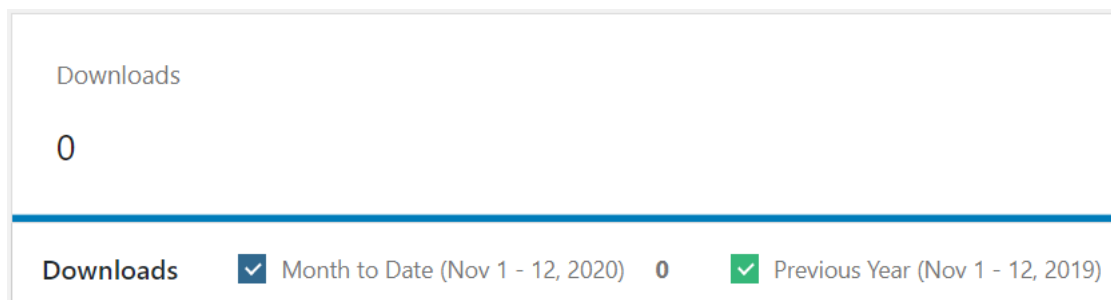 Downloads
0
Downloads Month to Date (Nov 1 - 12, 2020) 0 Previous Year (Nov 1 - 12, 2019)